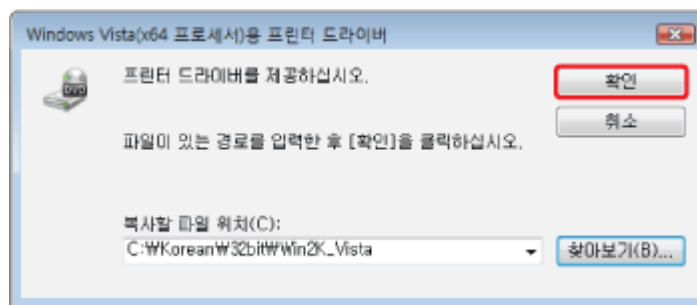 Windows Vista(x64 프로세서)용 프린터 드라이버
프린터 드라이버를 제공하십시오.
확인
취소
파일이 있는 경로를 입력한 후 [확인]을 클릭하십시오.
복사할 파일 위치(C):
C:₩Korean₩32bit₩Win2K_Vista
찾아보기(B)...
DVD